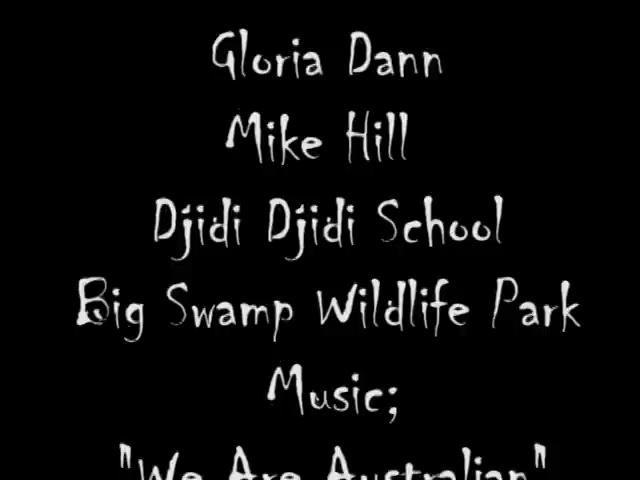 Gloria Dann
Mike Hill
Djidi Djidi School
Big Swamp Wildlife Park
Music;
"We Are Australian"